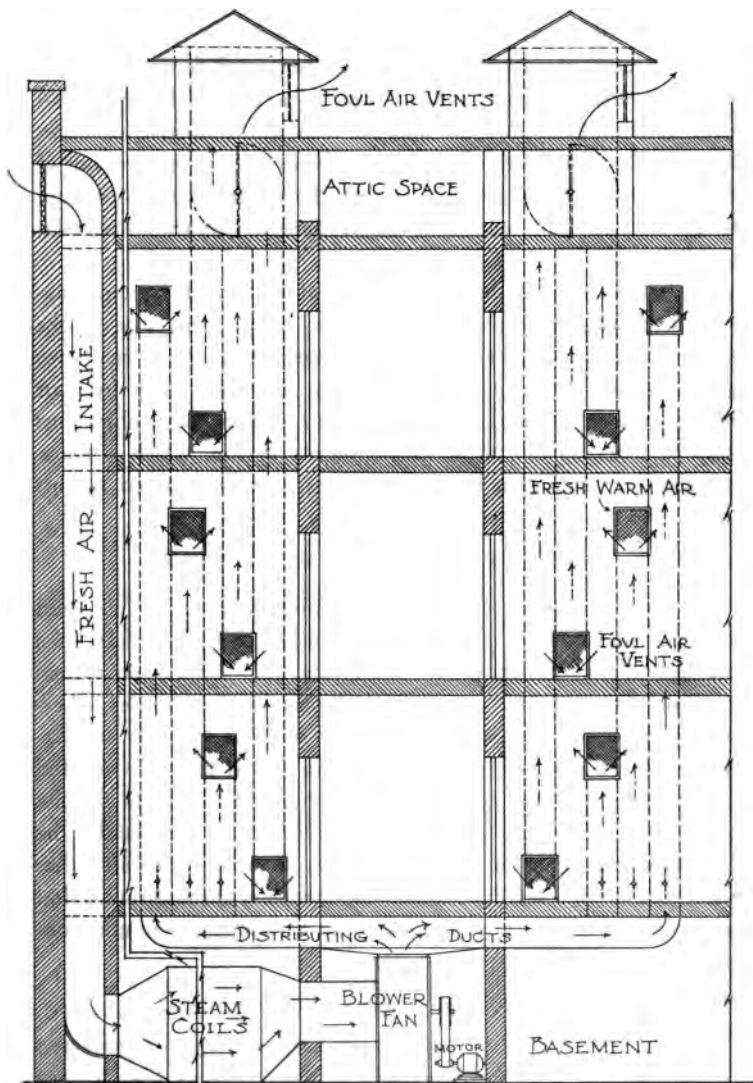 FOUL AIR VENTS
ATTIC SPACE
FRESH AIR INTAKE
FRESH WARM AIR
FOUL AIR
VENTS
DISTRIBUTING DUCTS
STEAM
COILS
BLOWER
FAN
MOTOR
BASEMENT